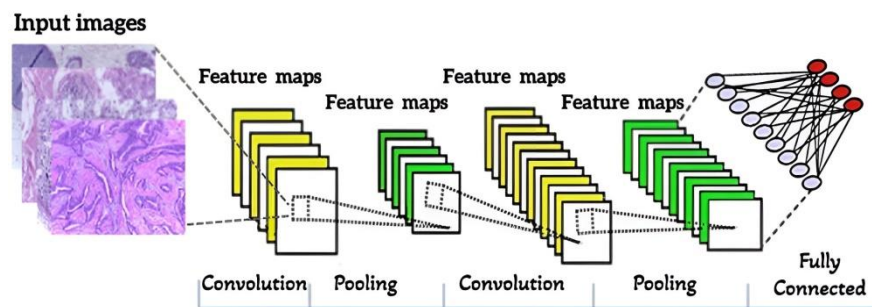 Input images
Feature maps
Feature maps
Feature maps
Feature maps
Convolution
Pooling
Convolution
Pooling
Fully
Connected